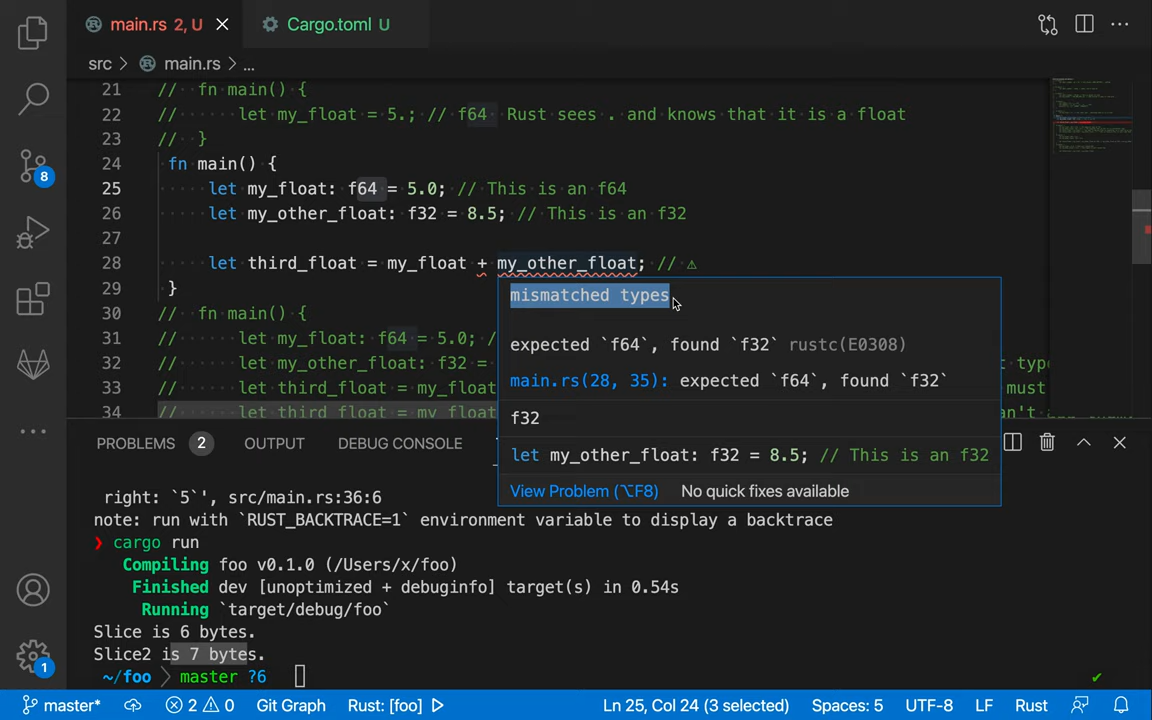 main.rs 2, U
Cargo.toml U
src > main.rs > ...
21 // fn main() {
22 // let my_float = 5.; // f64 Rust sees . and knows that it is a float
23 // }
24 fn main() {
25 let my_float: f64 = 5.0; // This is an f64
26 let my_other_float: f32 = 8.5; // This is an f32
27
28 let third_float = my_float + my_other_float; // ⚠
29 }
30 // fn main() {
31 // let my_float: f64 = 5.0; /
32 // let my_other_float: f32 = t type
33 // let third_float = my_float must
34 // let third_float = my_float
mismatched types
expected `f64`, found `f32` rustc(E0308)
main.rs(28, 35): expected `f64`, found `f32`
f32
let my_other_float: f32 = 8.5; // This is an f32
View Problem (⌥F8) No quick fixes available
8
PROBLEMS 2 OUTPUT DEBUG CONSOLE
right: `5`', src/main.rs:36:6
note: run with `RUST_BACKTRACE=1` environment variable to display a backtrace
❯ cargo run
Compiling foo v0.1.0 (/Users/x/foo)
Finished dev [unoptimized + debuginfo] target(s) in 0.54s
Running `target/debug/foo`
Slice is 6 bytes.
Slice2 is 7 bytes.
~/foo master ?6
1
master* 2 0 Git Graph Rust: [foo] Ln 25, Col 24 (3 selected) Spaces: 5 UTF-8 LF Rust